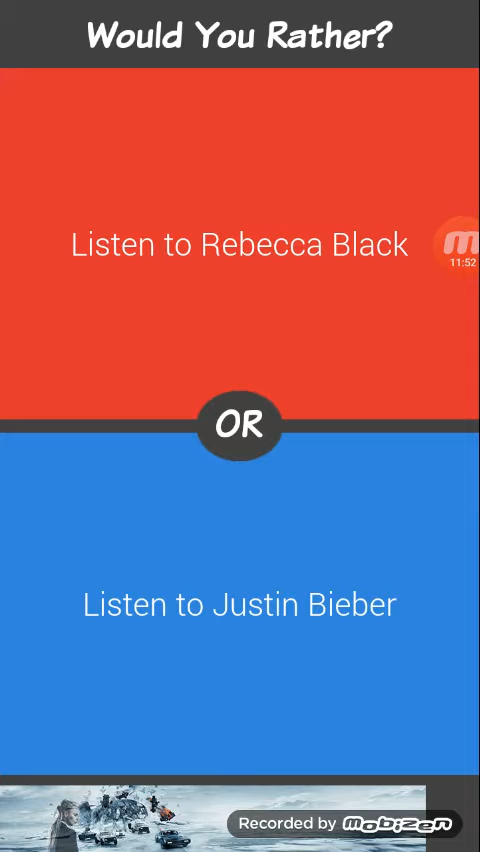 Would You Rather?
Listen to Rebecca Black
m
11:52
OR
Listen to Justin Bieber
Recorded by mobizen